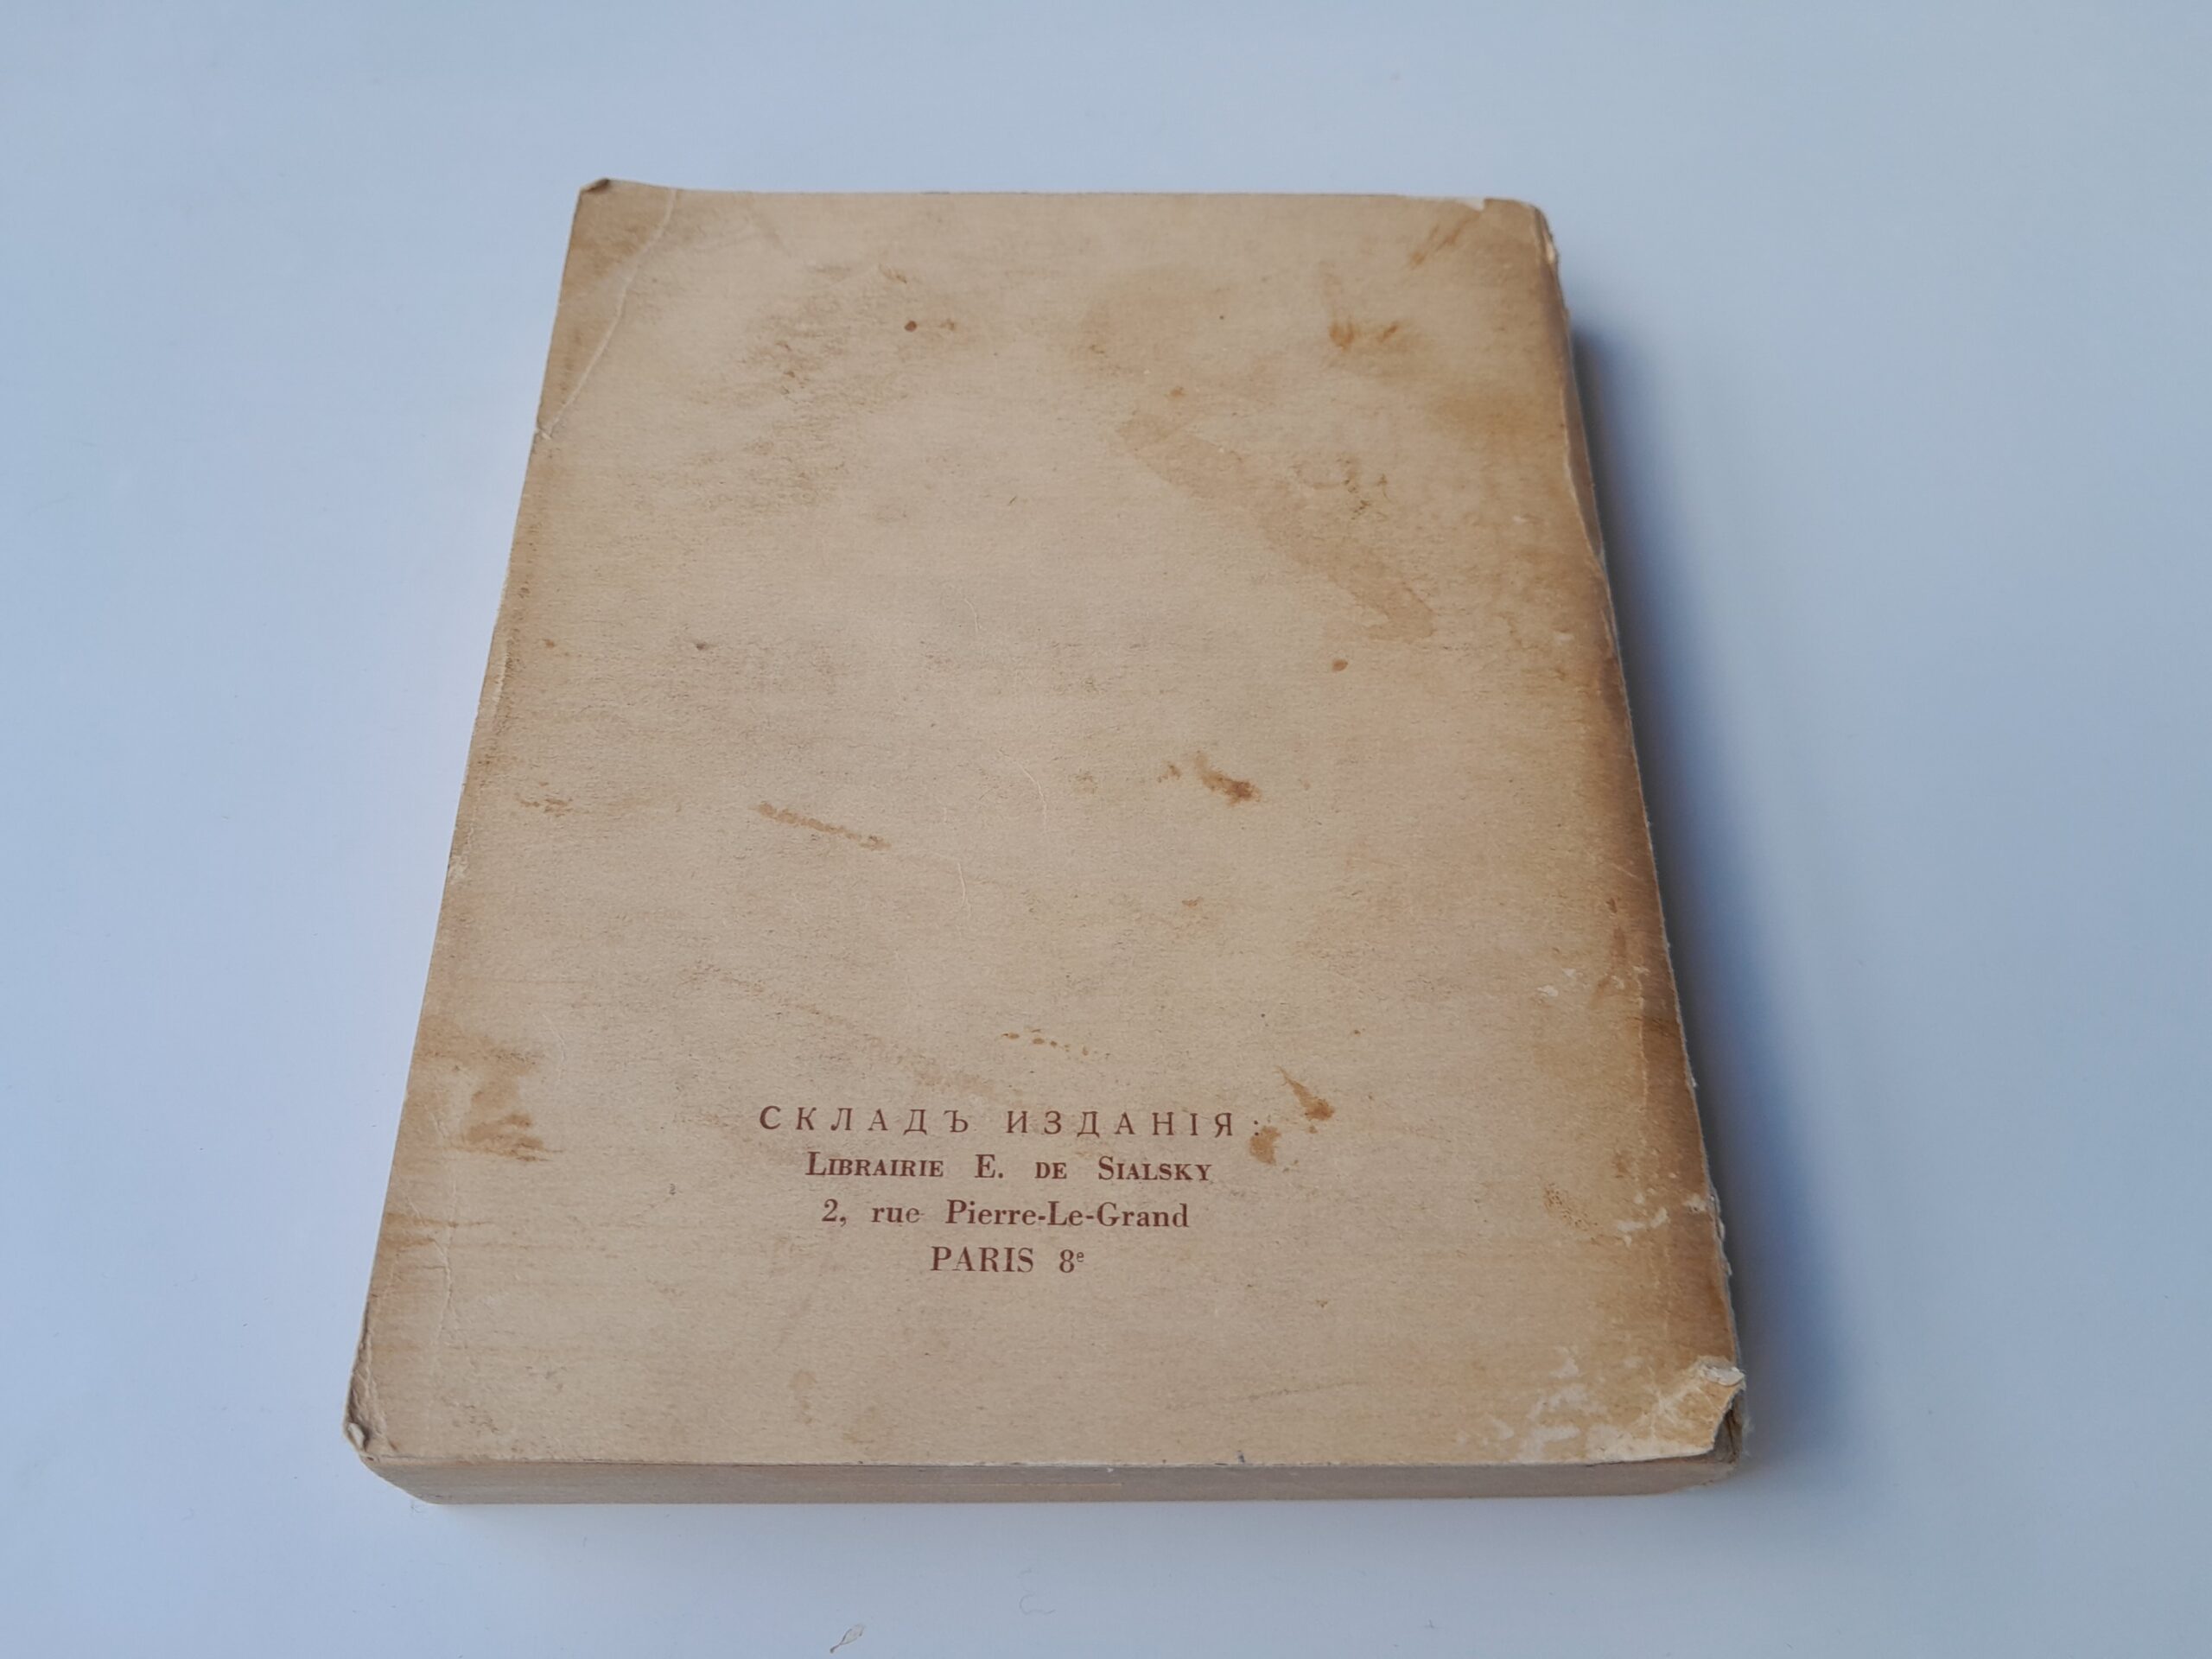 СКЛАДЪ ИЗДАНІЯ:
Librairie E. de Sialsky
2, rue Pierre-Le-Grand
PARIS 8e